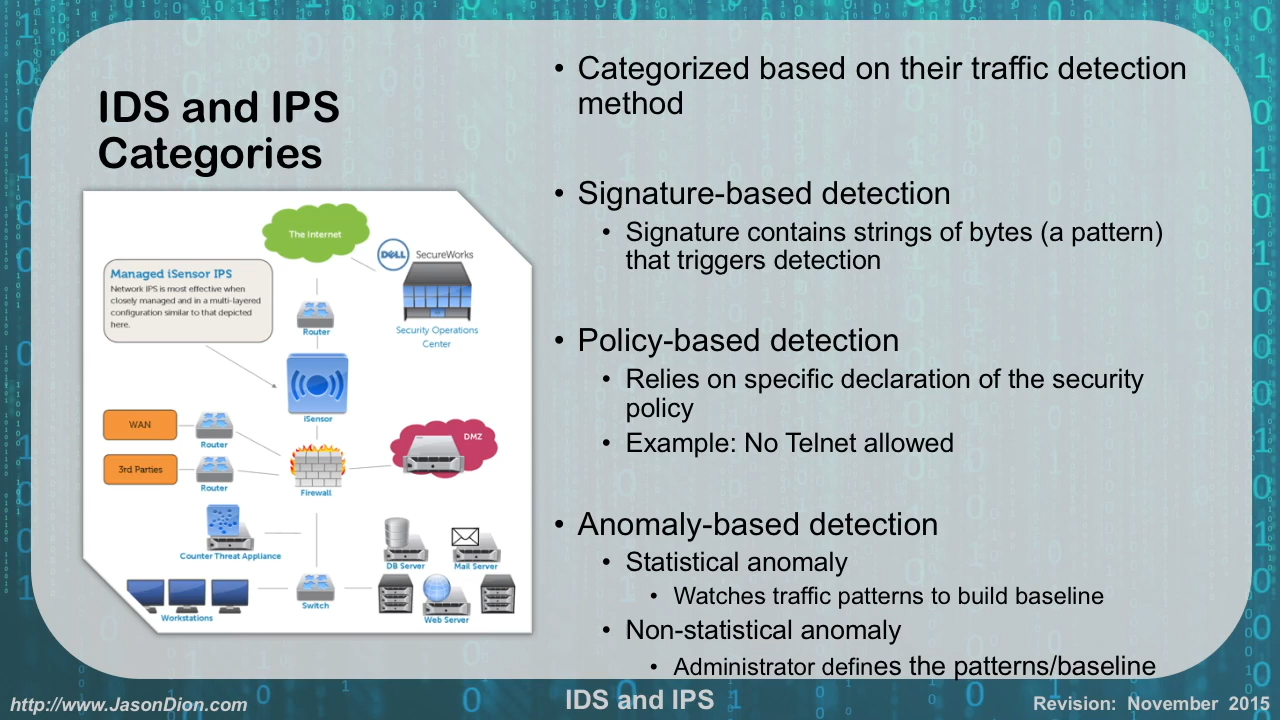 IDS and IPS
Categories
The Internet
DELL
SecureWorks
Managed iSensor IPS
Network IPS is most effective when
closely managed and in a multi-layered
configuration similar to that depicted
here.
Router
Security Operations
Center
iSensor
WAN
Router
DMZ
3rd Parties
Router
Firewall
Counter Threat Appliance
DB Server
Mail Server
Workstations
Switch
Web Server
• Categorized based on their traffic detection
method
• Signature-based detection
• Signature contains strings of bytes (a pattern)
that triggers detection
• Policy-based detection
• Relies on specific declaration of the security
policy
• Example: No Telnet allowed
• Anomaly-based detection
• Statistical anomaly
• Watches traffic patterns to build baseline
• Non-statistical anomaly
• Administrator defines the patterns/baseline
http://www.JasonDion.com
IDS and IPS
Revision: November 2015